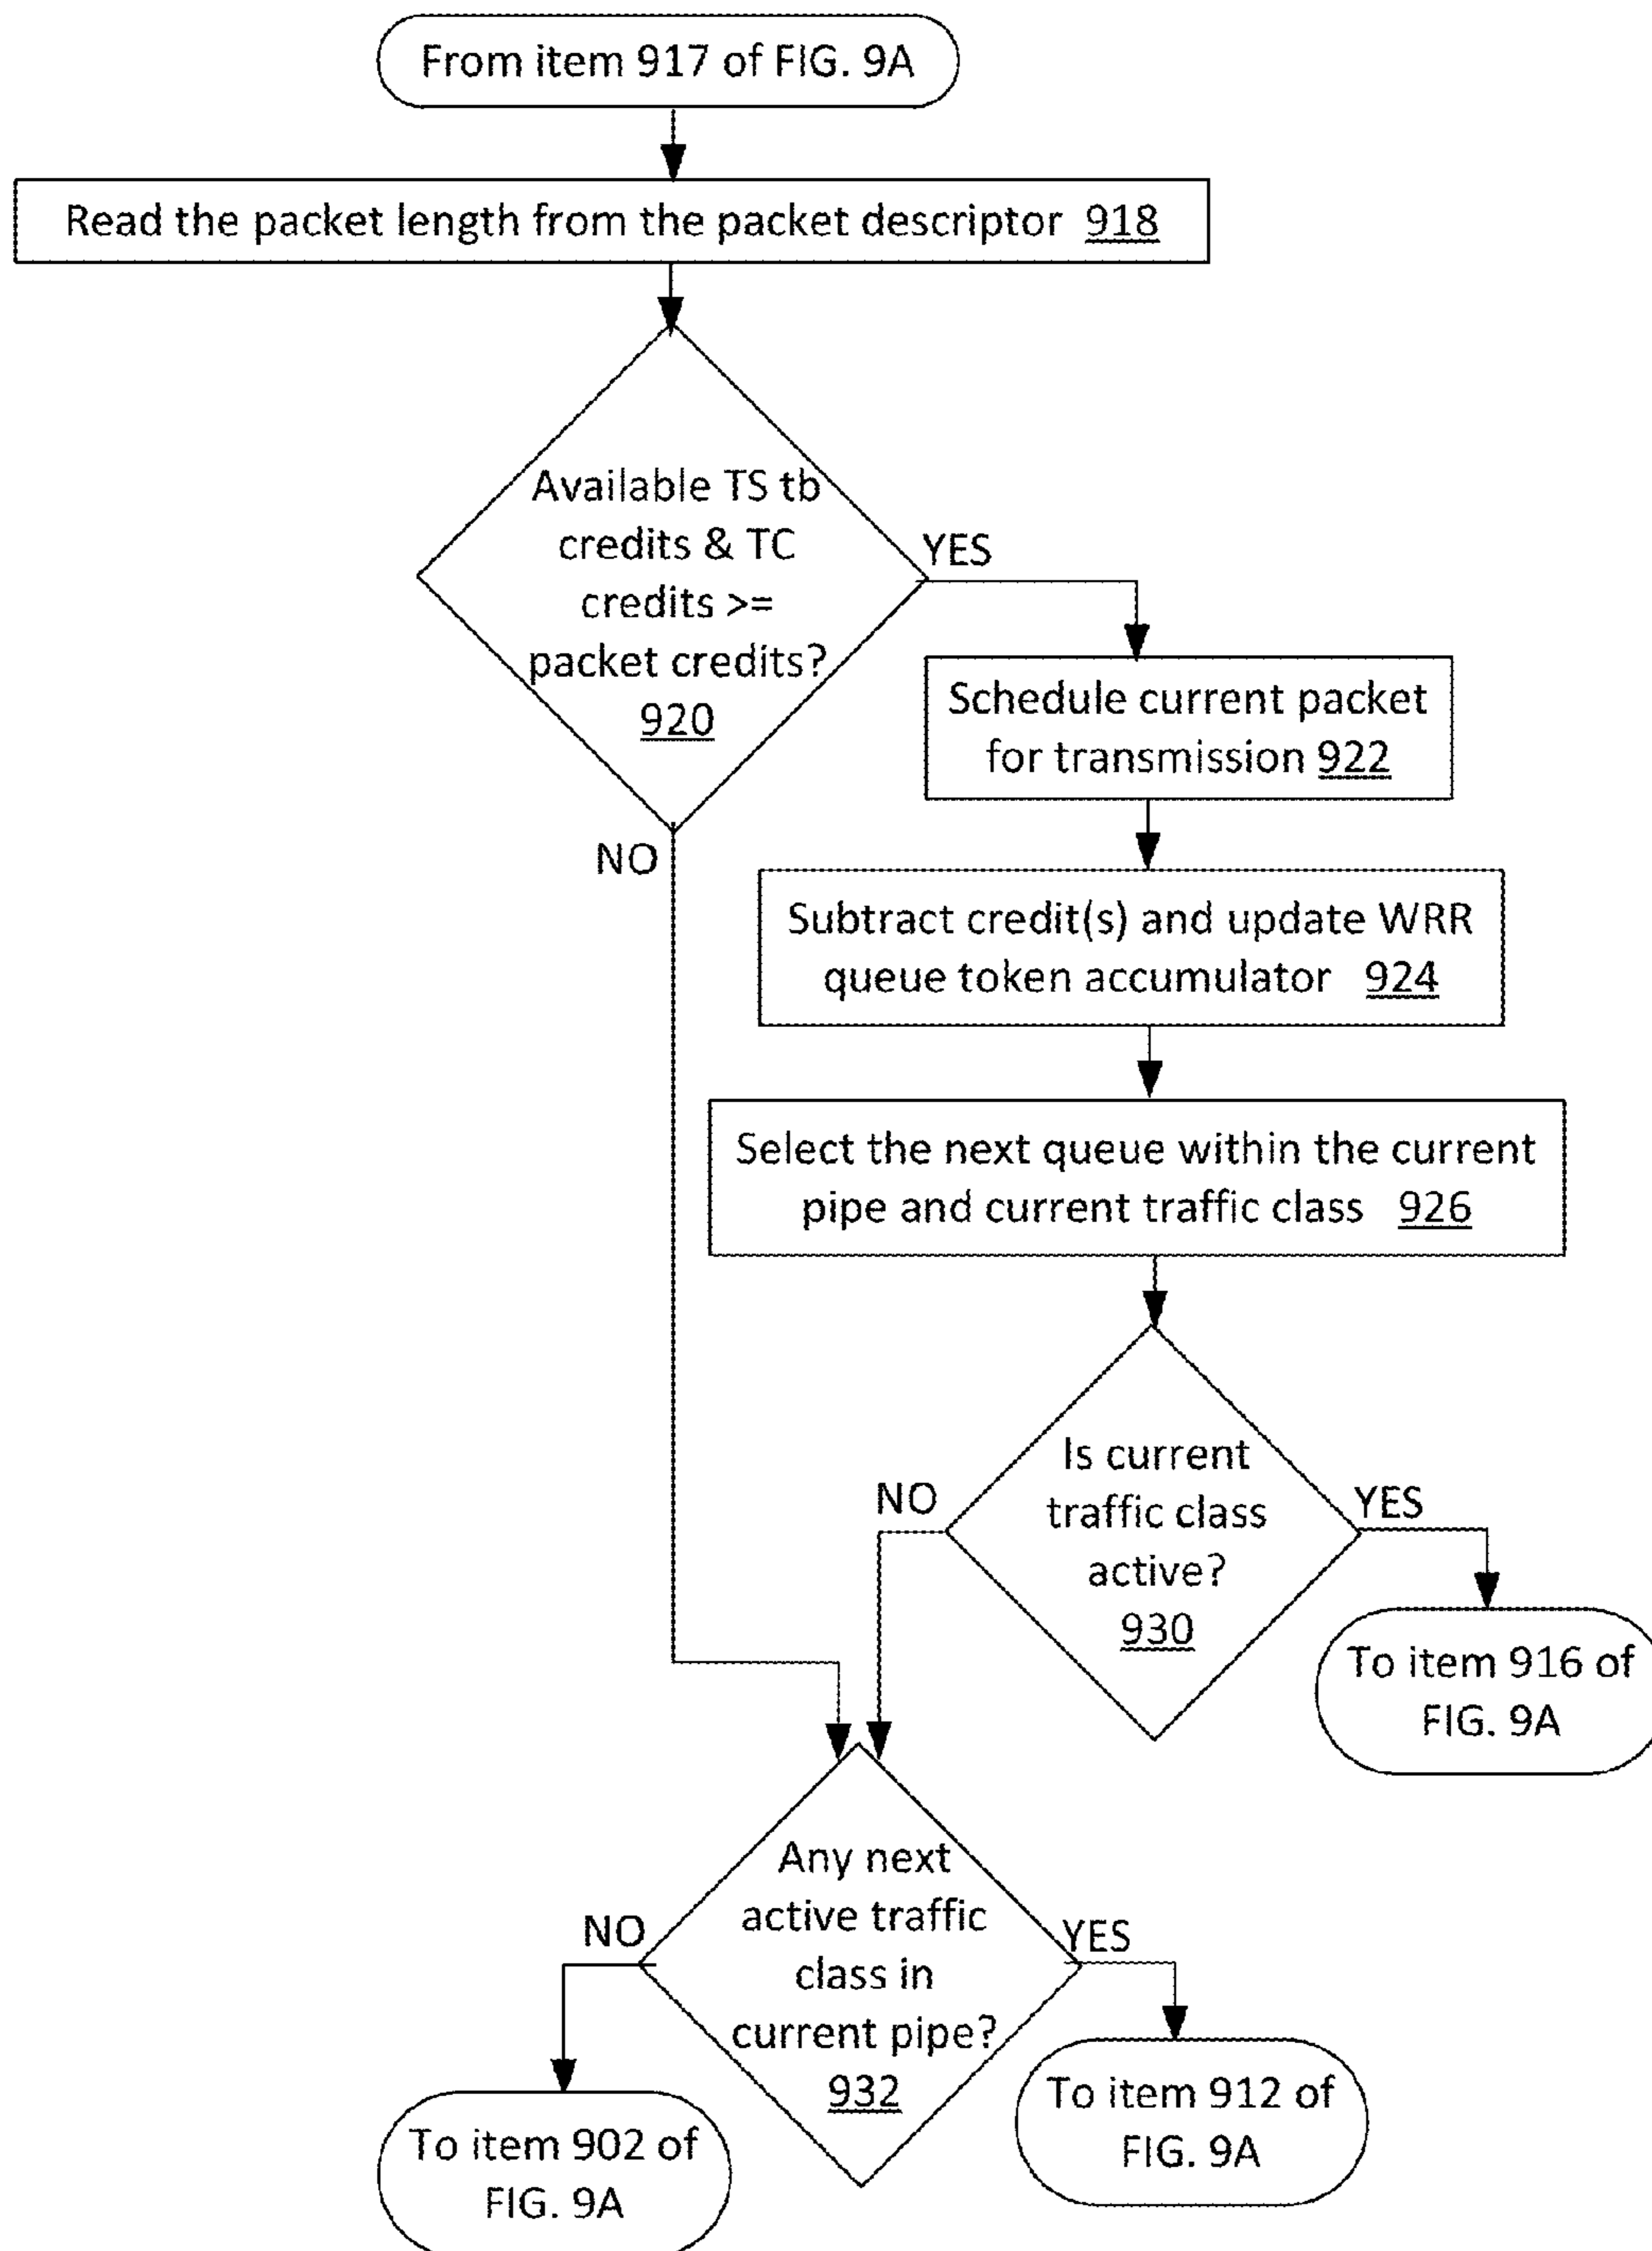 From item 917 of FIG. 9A
Read the packet length from the packet descriptor 918
Available TS tb
credits & TC
credits >=
packet credits?
920
YES
NO
Schedule current packet
for transmission 922
Subtract credit(s) and update WRR
queue token accumulator 924
Select the next queue within the current
pipe and current traffic class 926
Is current
traffic class
active?
930
NO
YES
To item 916 of
FIG. 9A
Any next
active traffic
class in
current pipe?
932
NO
YES
To item 902 of
FIG. 9A
To item 912 of
FIG. 9A